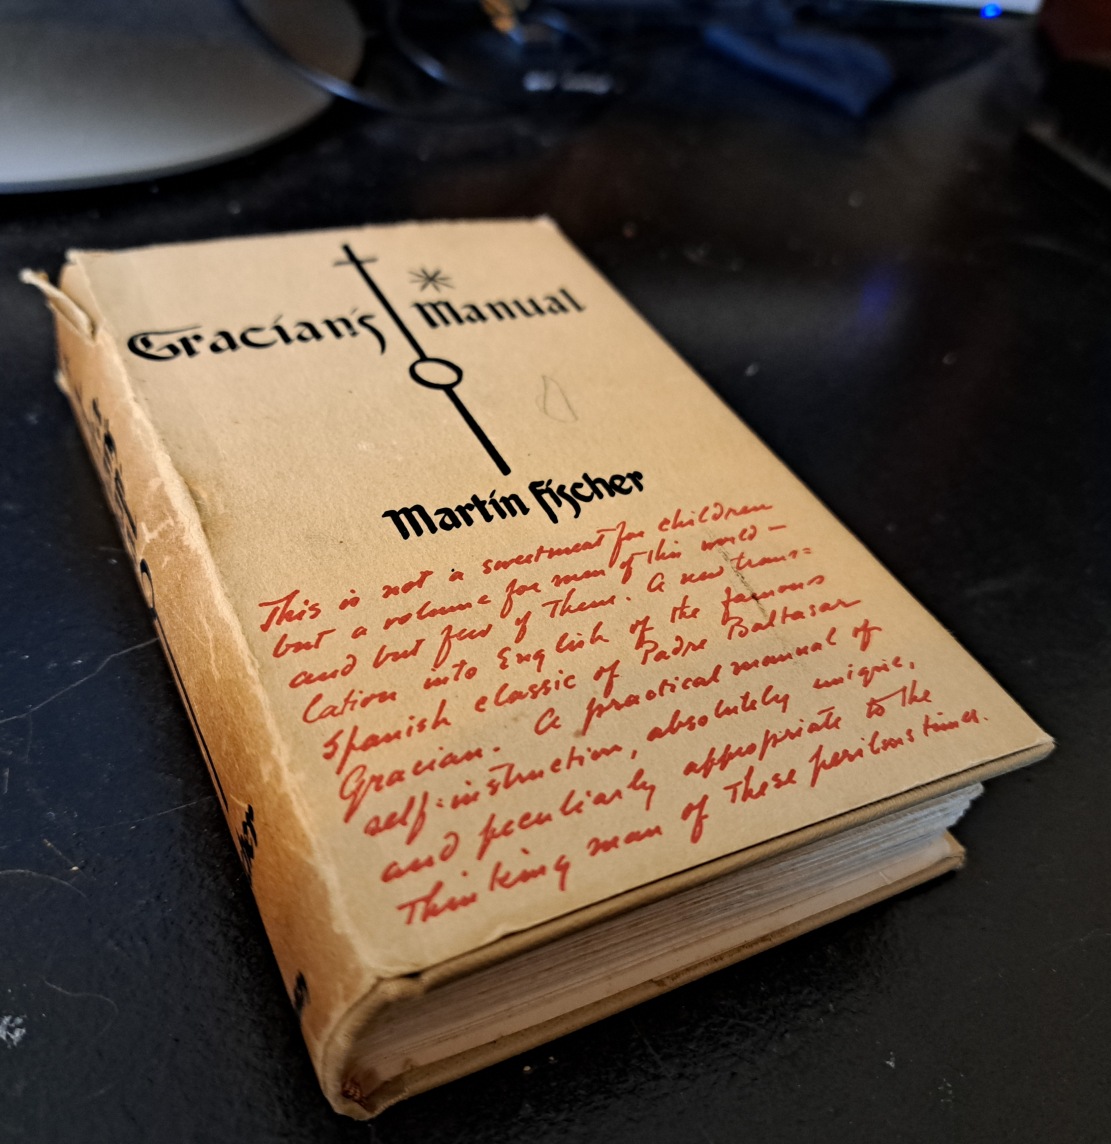 Gracian's Manual
Martin Fischer
This is not a sweetmeat for children
but a volume for men of this world —
and but few of them. A new trans=
lation into English of the famous
Spanish classic of Padre Baltasar
Gracian. A practical manual of
self-instruction, absolutely unique,
and peculiarly appropriate to the
thinking man of these perilous times.